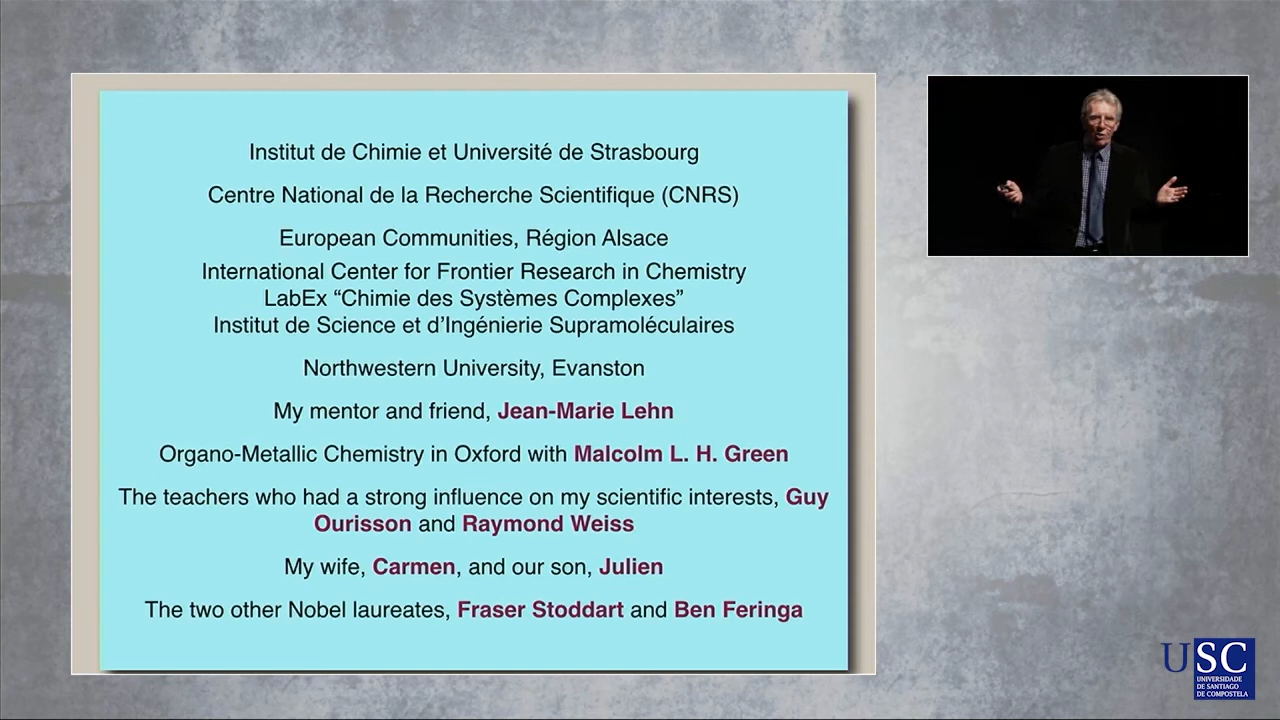 Institut de Chimie et Université de Strasbourg
Centre National de la Recherche Scientifique (CNRS)
European Communities, Région Alsace
International Center for Frontier Research in Chemistry
LabEx “Chimie des Systèmes Complexes”
Institut de Science et d’Ingénierie Supramoléculaires
Northwestern University, Evanston
My mentor and friend, Jean-Marie Lehn
Organo-Metallic Chemistry in Oxford with Malcolm L. H. Green
The teachers who had a strong influence on my scientific interests, Guy
Ourisson and Raymond Weiss
My wife, Carmen, and our son, Julien
The two other Nobel laureates, Fraser Stoddart and Ben Feringa
USC
UNIVERSIDADE
DE SANTIAGO
DE COMPOSTELA